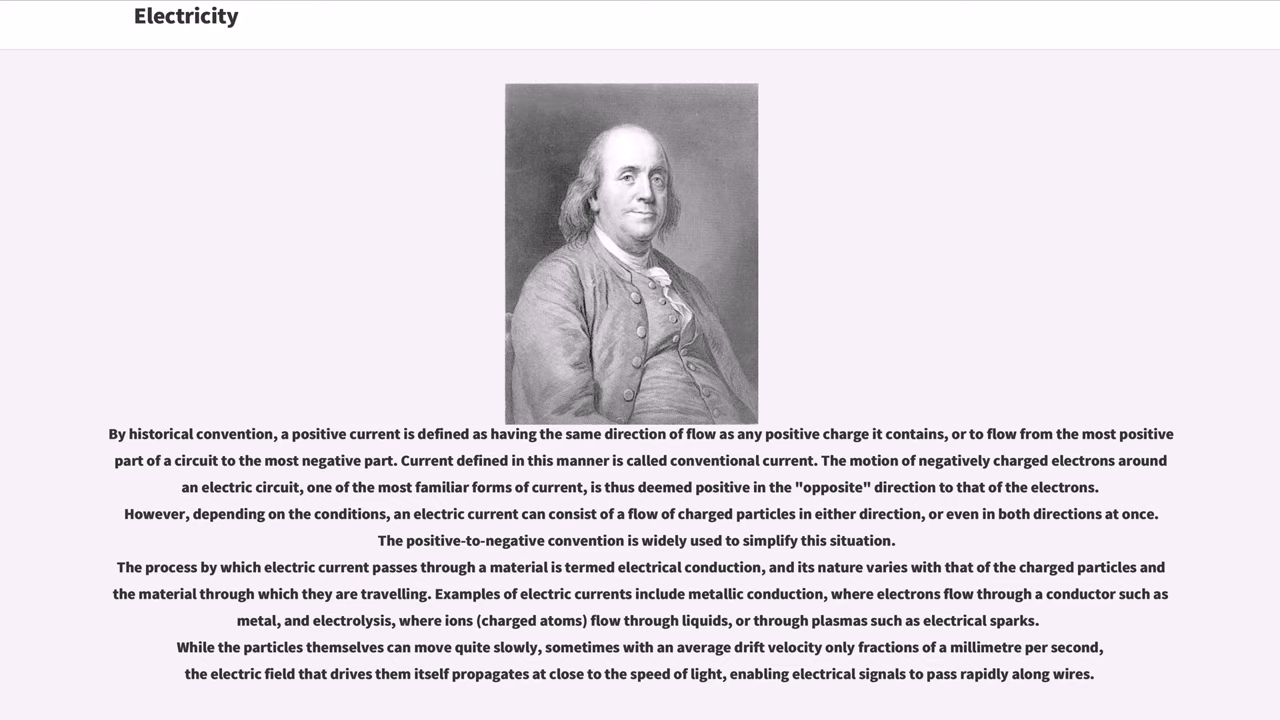 Electricity
By historical convention, a positive current is defined as having the same direction of flow as any positive charge it contains, or to flow from the most positive
part of a circuit to the most negative part. Current defined in this manner is called conventional current. The motion of negatively charged electrons around
an electric circuit, one of the most familiar forms of current, is thus deemed positive in the "opposite" direction to that of the electrons.
However, depending on the conditions, an electric current can consist of a flow of charged particles in either direction, or even in both directions at once.
The positive-to-negative convention is widely used to simplify this situation.
The process by which electric current passes through a material is termed electrical conduction, and its nature varies with that of the charged particles and
the material through which they are travelling. Examples of electric currents include metallic conduction, where electrons flow through a conductor such as
metal, and electrolysis, where ions (charged atoms) flow through liquids, or through plasmas such as electrical sparks.
While the particles themselves can move quite slowly, sometimes with an average drift velocity only fractions of a millimetre per second,
the electric field that drives them itself propagates at close to the speed of light, enabling electrical signals to pass rapidly along wires.